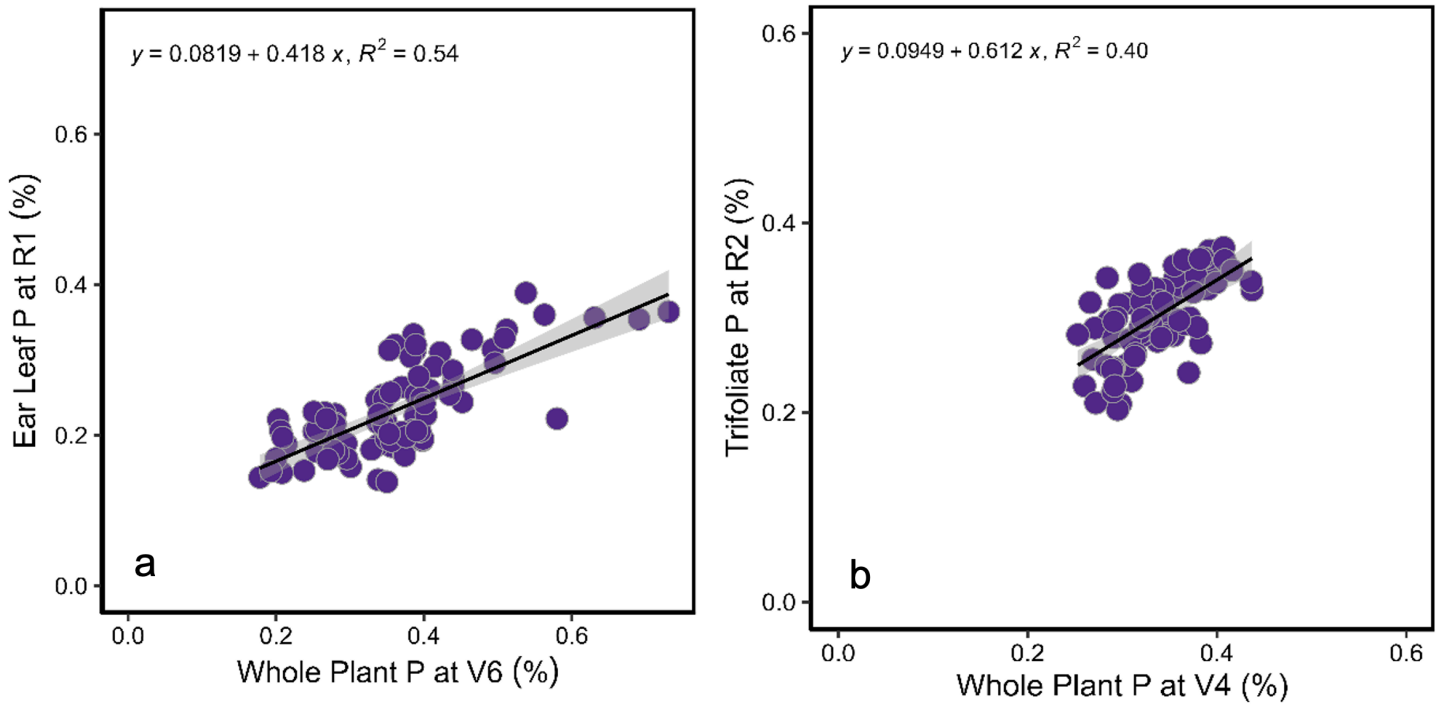 y = 0.0819 + 0.418 x, R² = 0.54
0.6
0.4
0.2
0.0
Ear Leaf P at R1 (%)
a
0.0 0.2 0.4 0.6
Whole Plant P at V6 (%)
y = 0.0949 + 0.612 x, R² = 0.40
0.6
0.4
0.2
0.0
Trifoliate P at R2 (%)
b
0.0 0.2 0.4 0.6
Whole Plant P at V4 (%)